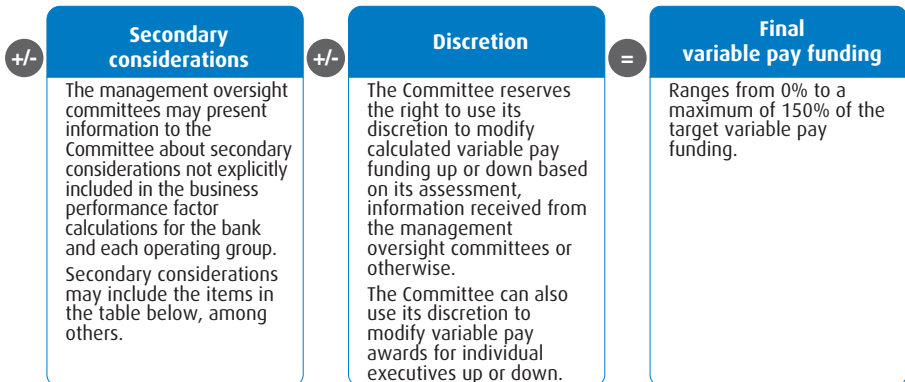 +/-
Secondary
considerations
The management oversight
committees may present
information to the
Committee about secondary
considerations not explicitly
included in the business
performance factor
calculations for the bank
and each operating group.
Secondary considerations
may include the items in
the table below, among
others.
+/-
Discretion
The Committee reserves
the right to use its
discretion to modify
calculated variable pay
funding up or down based
on its assessment,
information received from
the management
oversight committees or
otherwise.
The Committee can also
use its discretion to
modify variable pay
awards for individual
executives up or down.
=
Final
variable pay funding
Ranges from 0% to a
maximum of 150% of the
target variable pay
funding.